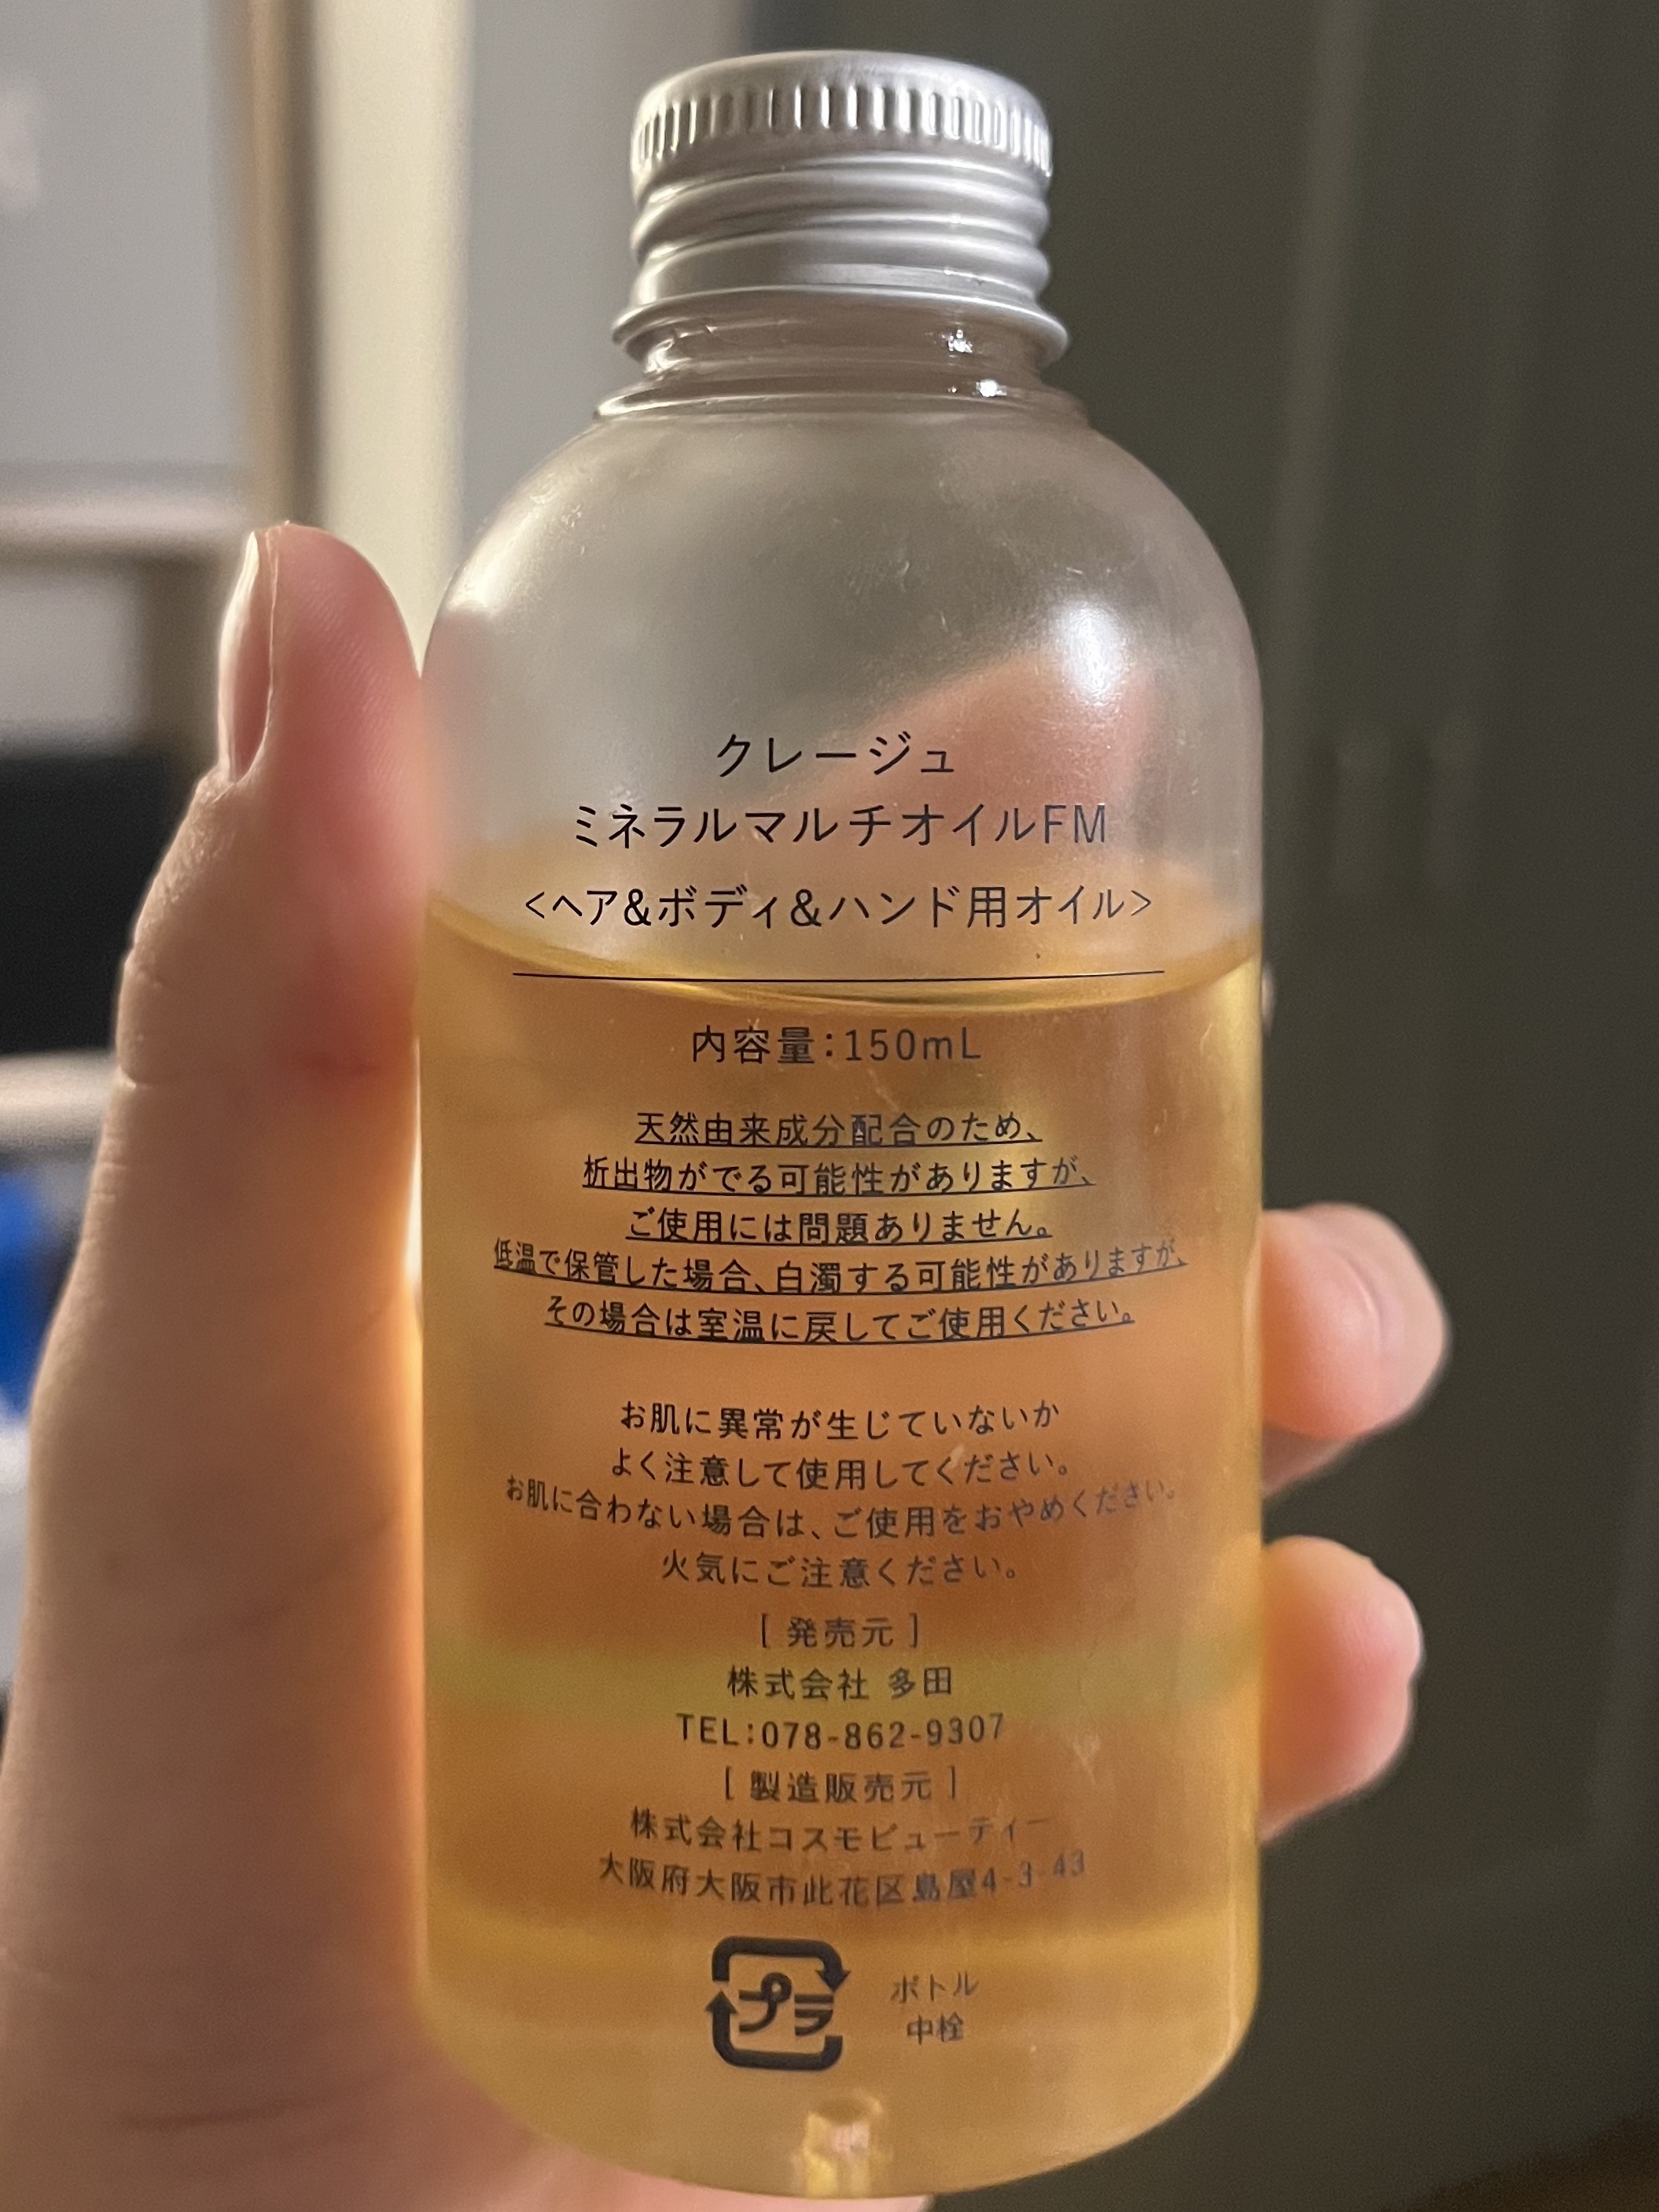 クレージュ
ミネラルマルチオイルFM
<ヘア&ボディ&ハンド用オイル>
内容量:150mL
天然由来成分配合のため、
析出物がでる可能性がありますが、
ご使用には問題ありません。
低温で保管した場合、白濁する可能性がありますが、
その場合は室温に戻してご使用ください。
お肌に異常が生じていないか
よく注意して使用してください。
お肌に合わない場合は、ご使用をおやめください。
火気にご注意ください。
[ 発売元 ]
株式会社 多田
TEL:078-862-9307
[ 製造販売元 ]
株式会社コスモビューティー
大阪府大阪市此花区島屋4-3-43
プラ
ボトル
中栓